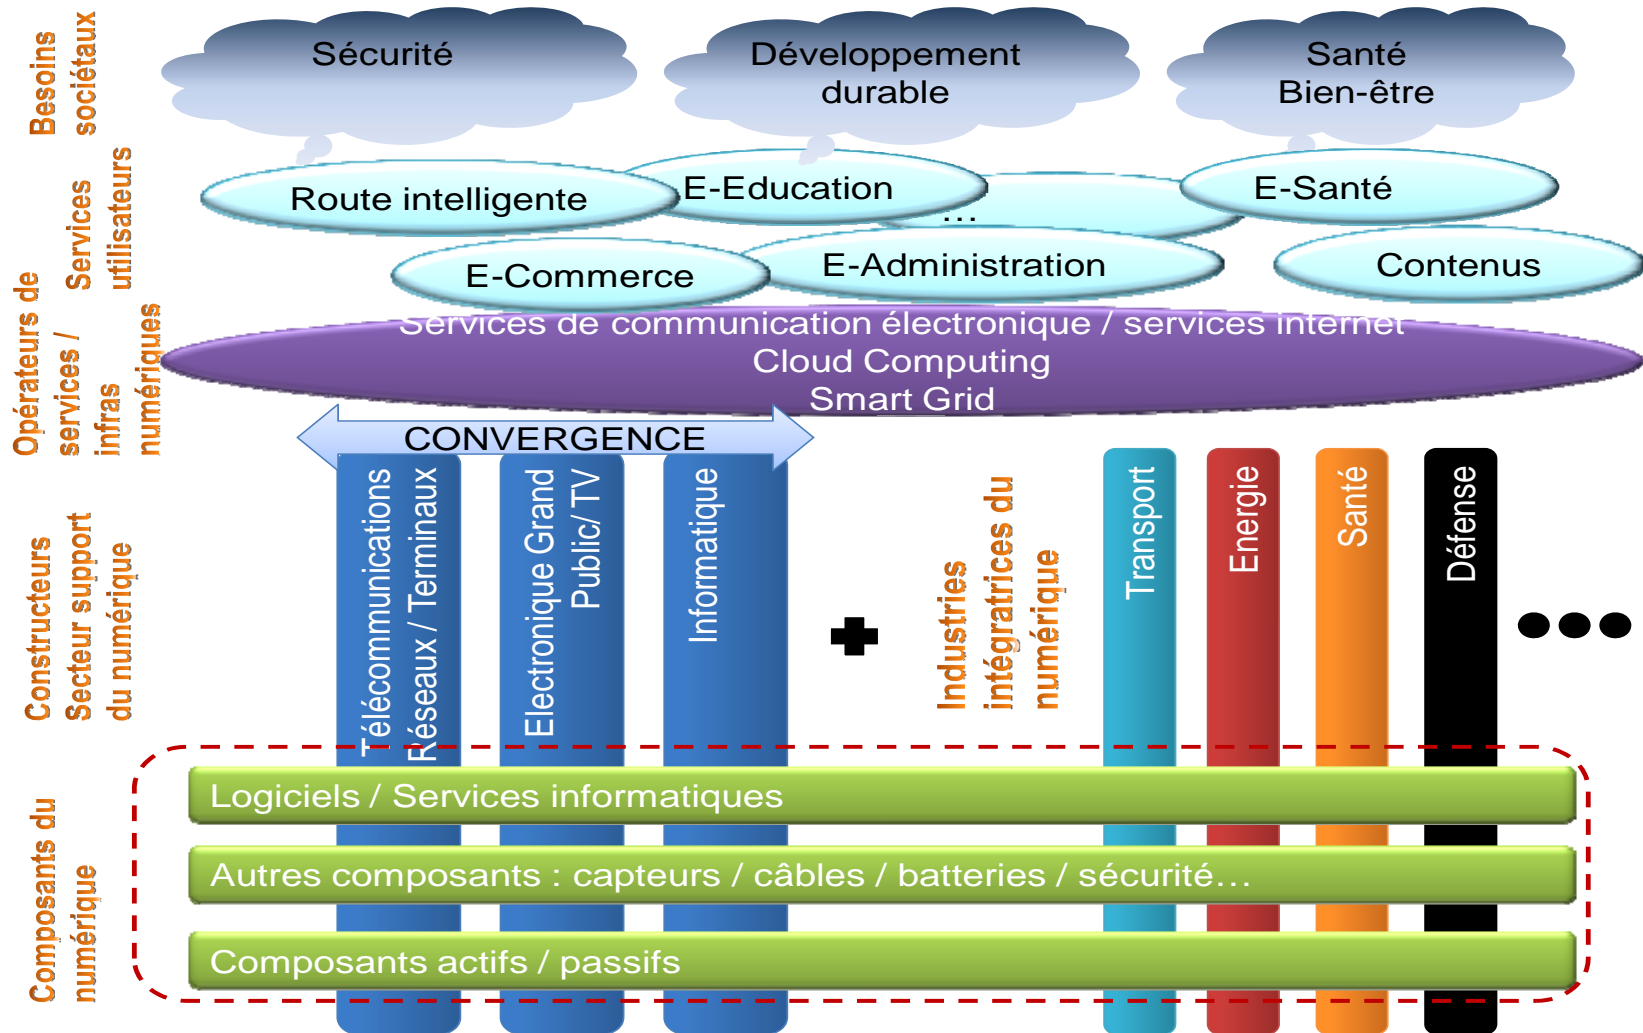 Besoins
sociétaux
Sécurité
Développement
durable
Santé
Bien-être
Services
utilisateurs
Route intelligente
E-Education
...
E-Santé
E-Commerce
E-Administration
Contenus
Opérateurs de
services /
infras
numériques
Services de communication électronique / services internet
Cloud Computing
Smart Grid
CONVERGENCE
Constructeurs
Secteur support
du numérique
Télécommunications
Réseaux / Terminaux
Electronique Grand
Public/ TV
Informatique
Industries
intégratrices du
numérique
Transport
Energie
Santé
Défense
Composants du
numérique
Logiciels / Services informatiques
Autres composants : capteurs / câbles / batteries / sécurité...
Composants actifs / passifs